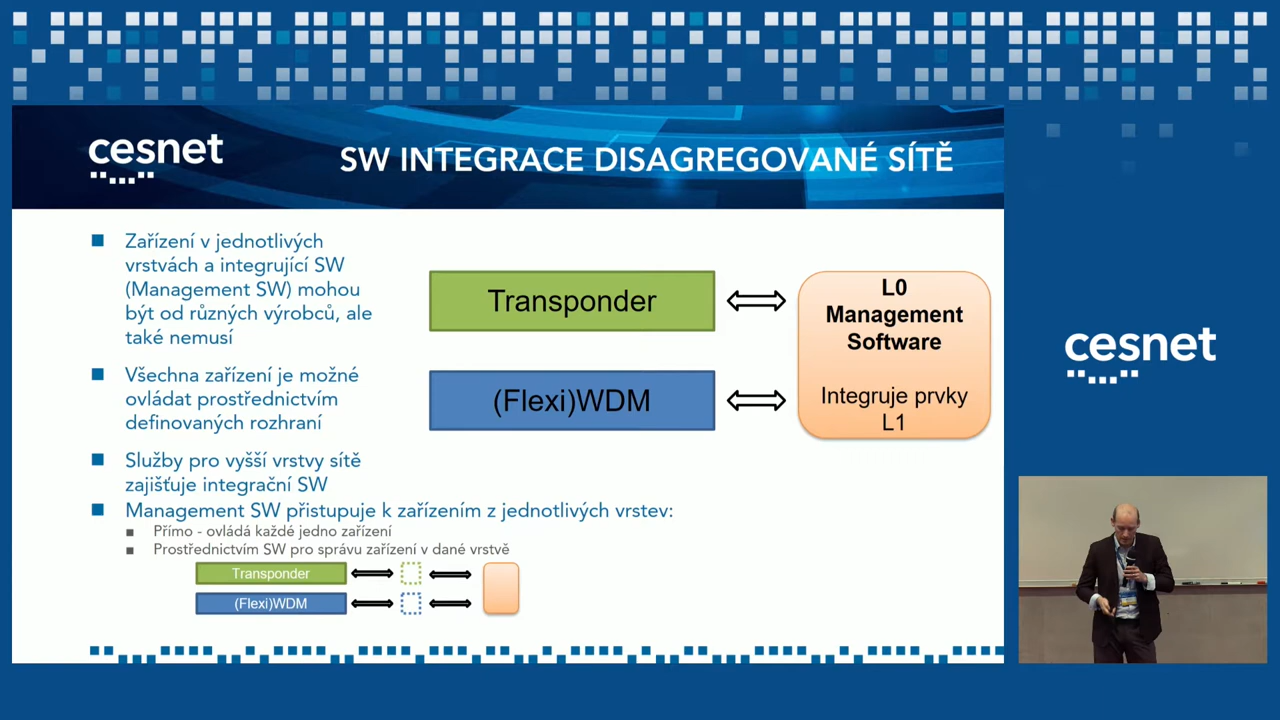 cesnet
SW INTEGRACE DISAGREGOVANÉ SÍTĚ
Zařízení v jednotlivých
vrstvách a integrující SW
(Management SW) mohou
být od různých výrobců, ale
také nemusí
Všechna zařízení je možné
ovládat prostřednictvím
definovaných rozhraní
Služby pro vyšší vrstvy sítě
zajišťuje integrační SW
Management SW přistupuje k zařízením z jednotlivých vrstev:
Přímo - ovládá každé jedno zařízení
Prostřednictvím SW pro správu zařízení v dané vrstvě
Transponder
(Flexi)WDM
Transponder
(Flexi)WDM
L0
Management
Software
Integruje prvky
L1
cesnet